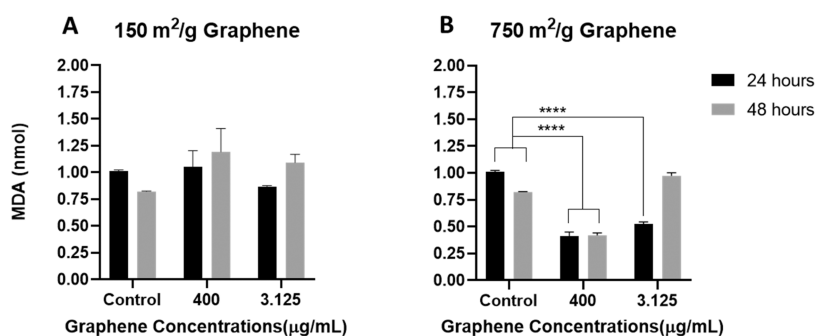 A 150 m²/g Graphene
B 750 m²/g Graphene
24 hours
48 hours
MDA (nmol)
2.00
1.75
1.50
1.25
1.00
0.75
0.50
0.25
0.00
Control 400 3.125
Graphene Concentrations(μg/mL)
2.00
1.75
1.50
1.25
1.00
0.75
0.50
0.25
0.00
****
****
Control 400 3.125
Graphene Concentrations(μg/mL)